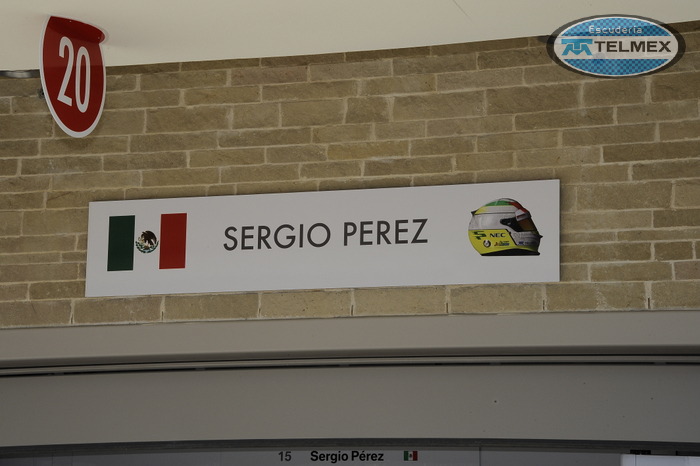 20
Escudería
TELMEX
SERGIO PEREZ
NEC
15 Sergio Pérez